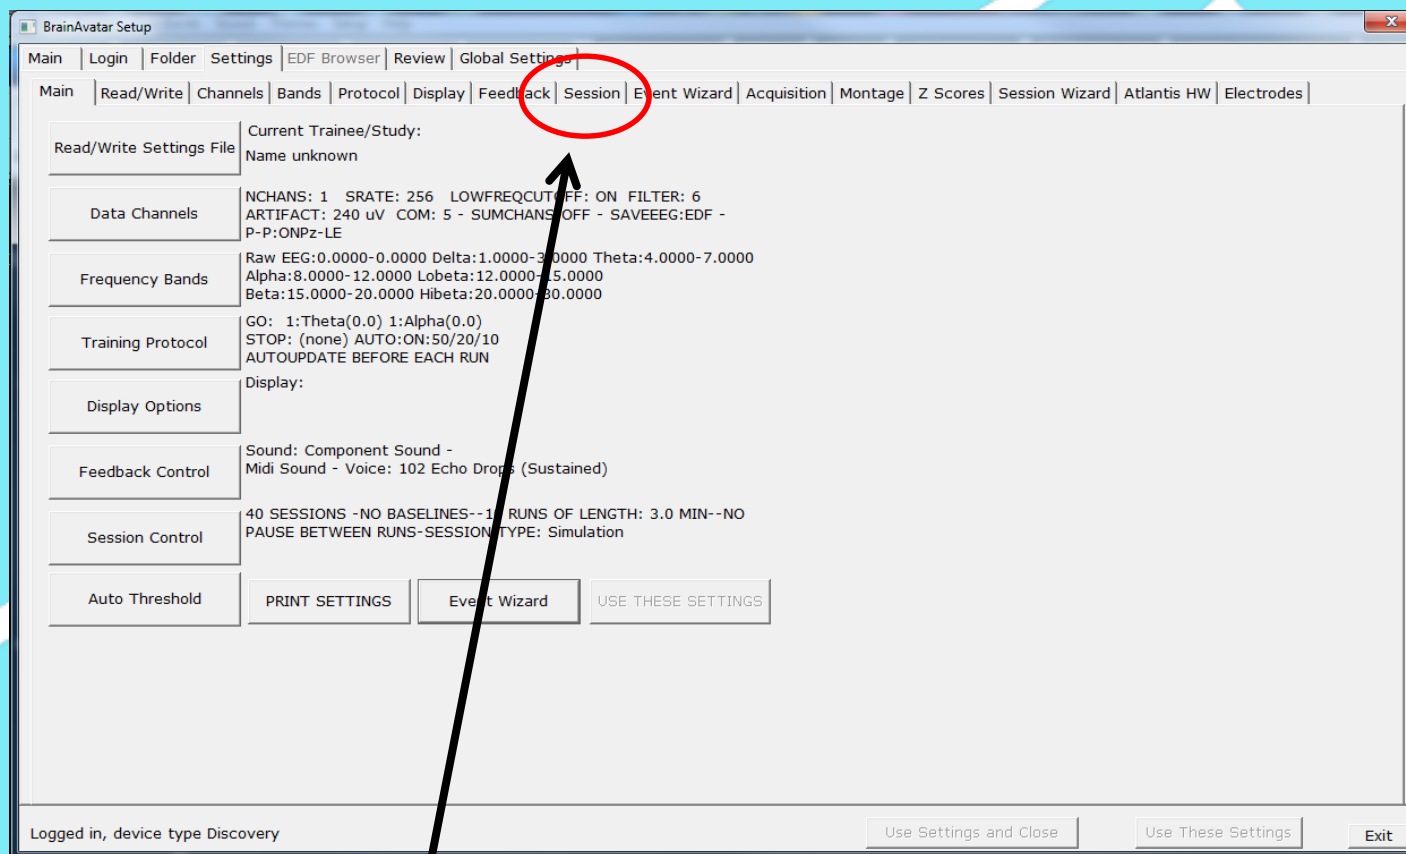 BrainAvatar Setup
Main Login Folder Settings EDF Browser Review Global Settings
Main Read/Write Channels Bands Protocol Display Feedback Session Event Wizard Acquisition Montage Z Scores Session Wizard Atlantis HW Electrodes
Read/Write Settings File
Current Trainee/Study:
Name unknown
Data Channels
NCHANS: 1 SRATE: 256 LOWFREQCUTOFF: ON FILTER: 6
ARTIFACT: 240 uV COM: 5 - SUMCHANS:OFF - SAVEEEG:EDF -
P-P:ONPz-LE
Frequency Bands
Raw EEG:0.0000-0.0000 Delta:1.0000-3.0000 Theta:4.0000-7.0000
Alpha:8.0000-12.0000 Lobeta:12.0000-15.0000
Beta:15.0000-20.0000 Hibeta:20.0000-30.0000
Training Protocol
GO: 1:Theta(0.0) 1:Alpha(0.0)
STOP: (none) AUTO:ON:50/20/10
AUTOUPDATE BEFORE EACH RUN
Display Options
Display:
Feedback Control
Sound: Component Sound -
Midi Sound - Voice: 102 Echo Drops (Sustained)
Session Control
40 SESSIONS -NO BASELINES-- RUNS OF LENGTH: 3.0 MIN--NO
PAUSE BETWEEN RUNS-SESSION TYPE: Simulation
Auto Threshold
PRINT SETTINGS Event Wizard USE THESE SETTINGS
Logged in, device type Discovery
Use Settings and Close Use These Settings Exit